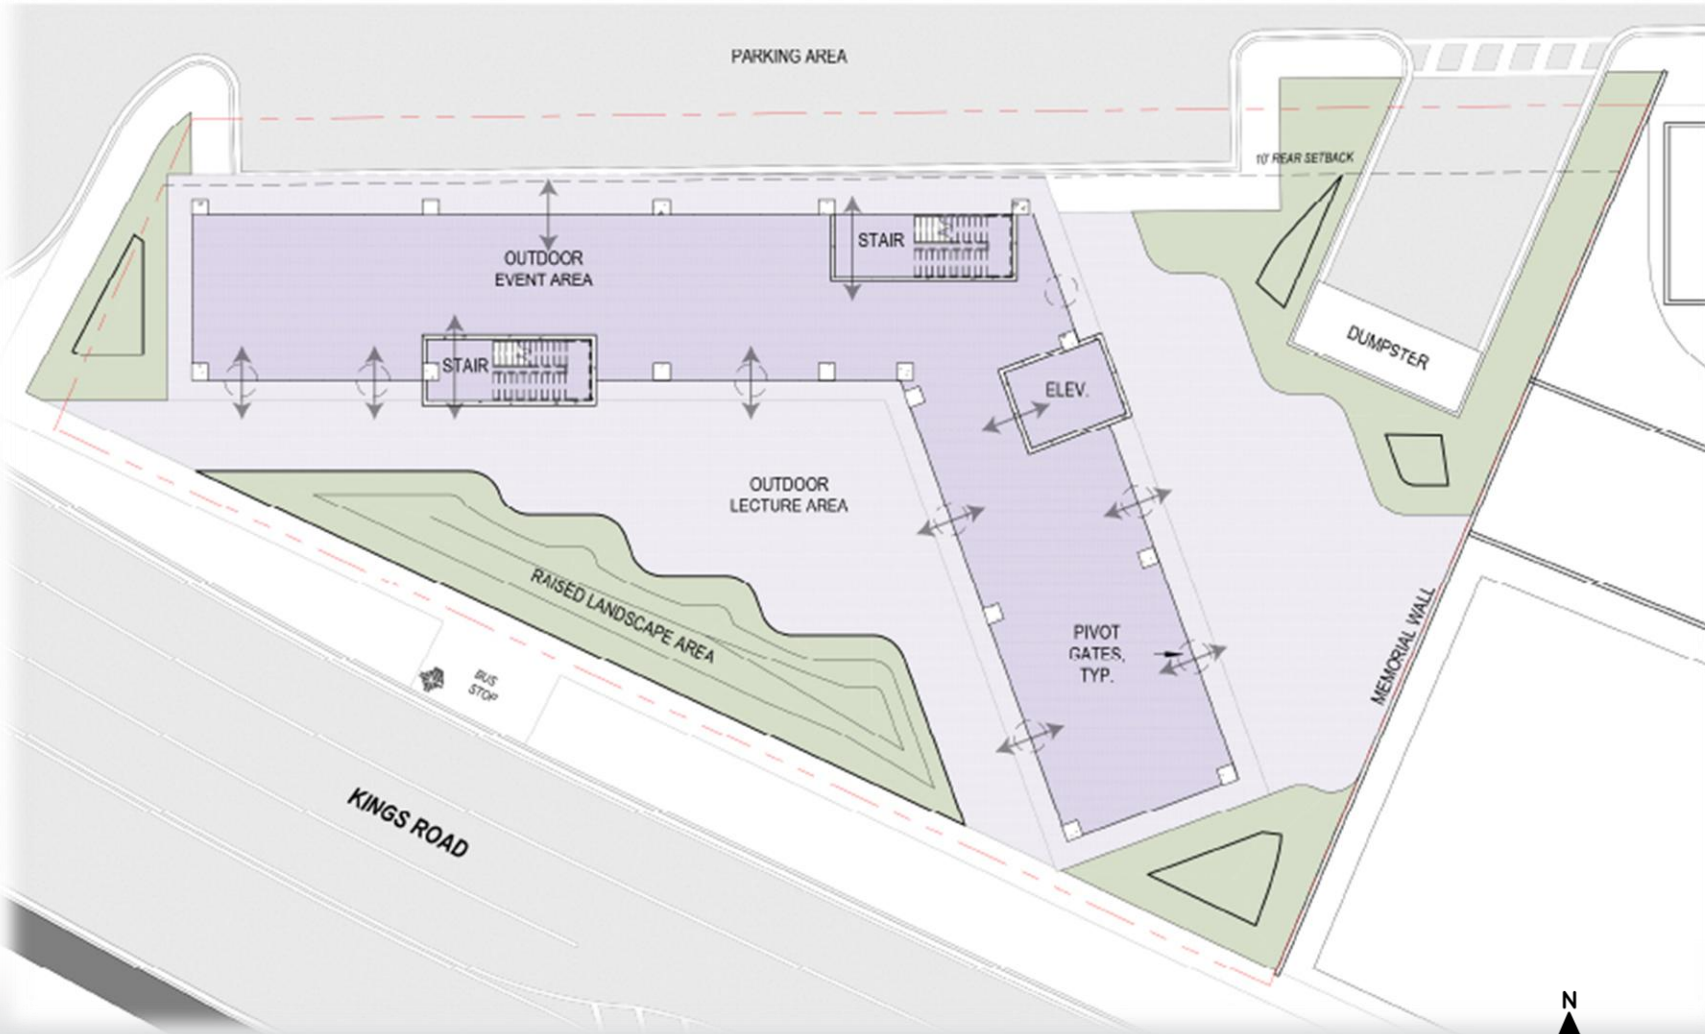 PARKING AREA
10' REAR SETBACK
STAIR
OUTDOOR
EVENT AREA
DUMPSTER
STAIR
ELEV.
OUTDOOR
LECTURE AREA
RAISED LANDSCAPE AREA
PIVOT
GATES,
TYP.
MEMORIAL WALL
BUS
STOP
KINGS ROAD
N